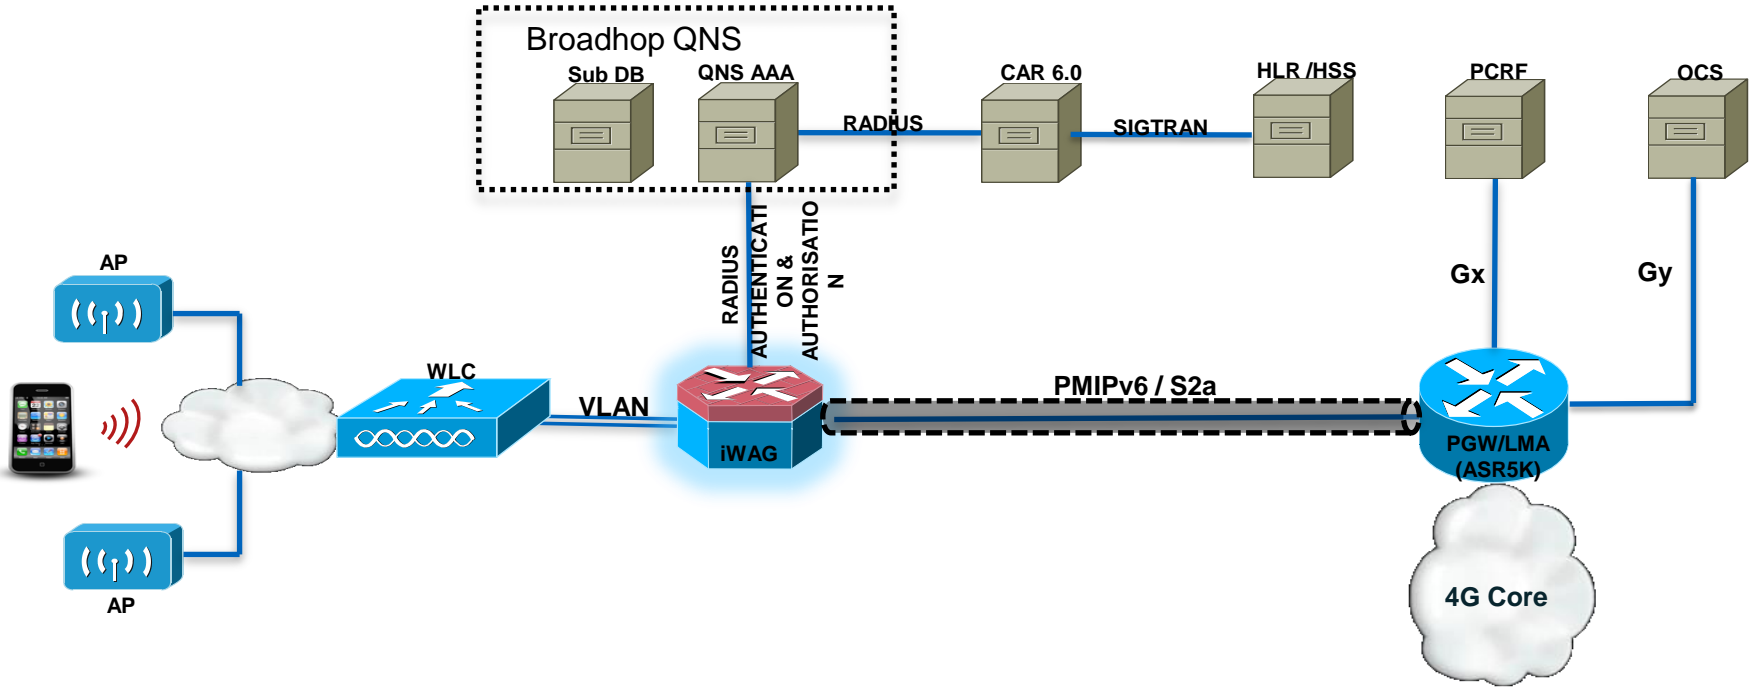 Broadhop QNS
Sub DB
QNS AAA
CAR 6.0
HLR /HSS
PCRF
OCS
RADIUS
SIGTRAN
RADIUS
AUTHENTICATI
ON &
AUTHORISATIO
N
AP
Gx
Gy
WLC
VLAN
PMIPv6 / S2a
iWAG
PGW/LMA
(ASR5K)
AP
4G Core